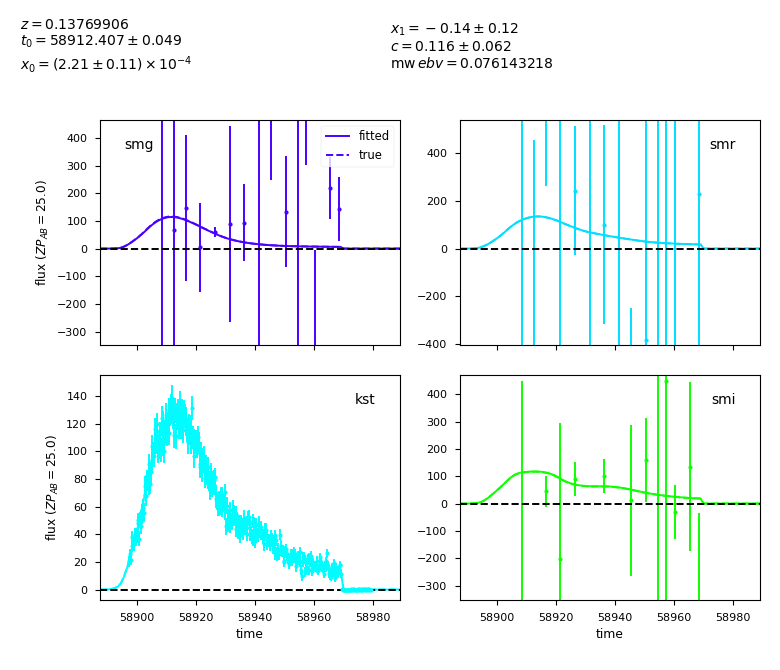 z = 0.13769906
t₀ = 58912.407 ± 0.049
x₀ = (2.21 ± 0.11) × 10⁻⁴
x₁ = −0.14 ± 0.12
c = 0.116 ± 0.062
mw ebv = 0.076143218
smg
fitted
true
400
300
200
100
0
−100
−200
−300
flux (ZP_AB = 25.0)
smr
400
200
0
−200
−400
kst
140
120
100
80
60
40
20
0
flux (ZP_AB = 25.0)
58900 58920 58940 58960 58980
time
smi
400
300
200
100
0
−100
−200
−300
58900 58920 58940 58960 58980
time